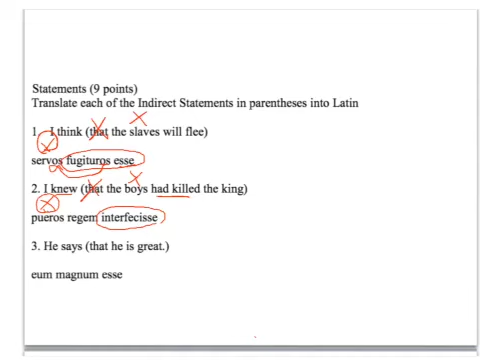 Statements (9 points)
Translate each of the Indirect Statements in parentheses into Latin
1. I think (that the slaves will flee)
servos fugituros esse
2. I knew (that the boys had killed the king)
pueros regem interfecisse
3. He says (that he is great.)
eum magnum esse